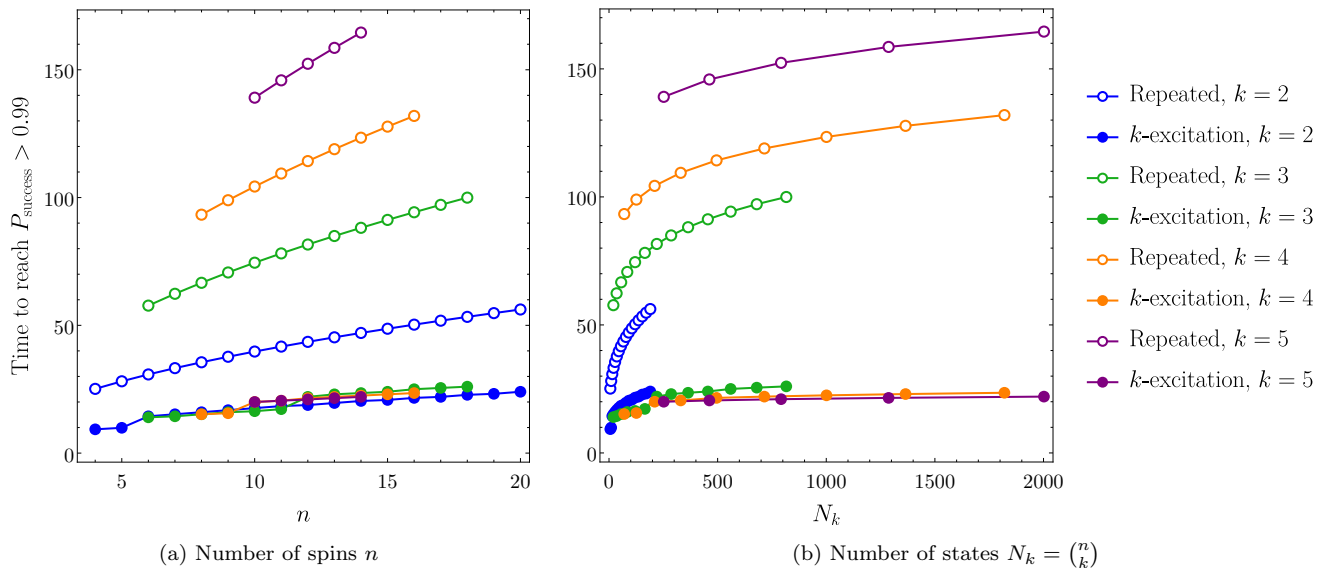 Time to reach P_success > 0.99
150
100
50
0
5
10
15
20
n
(a) Number of spins n
150
100
50
0
0
500
1000
1500
2000
N_k
(b) Number of states N_k = \binom{n}{k}
Repeated, k = 2
k-excitation, k = 2
Repeated, k = 3
k-excitation, k = 3
Repeated, k = 4
k-excitation, k = 4
Repeated, k = 5
k-excitation, k = 5